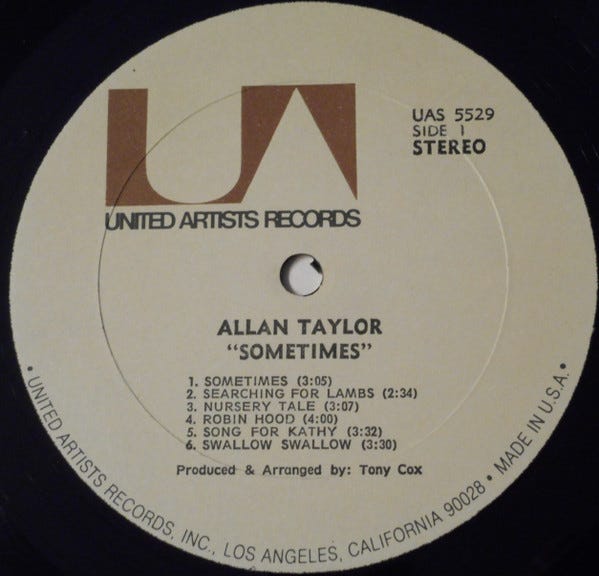 UA
UNITED ARTISTS RECORDS
UAS 5529
SIDE 1
STEREO
ALLAN TAYLOR
“SOMETIMES”
1. SOMETIMES (3:05)
2. SEARCHING FOR LAMBS (2:34)
3. NURSERY TALE (3:07)
4. ROBIN HOOD (4:00)
5. SONG FOR KATHY (3:32)
6. SWALLOW SWALLOW (3:30)
Produced & Arranged by: Tony Cox
• UNITED ARTISTS RECORDS, INC., LOS ANGELES, CALIFORNIA 90028 • MADE IN U.S.A. •